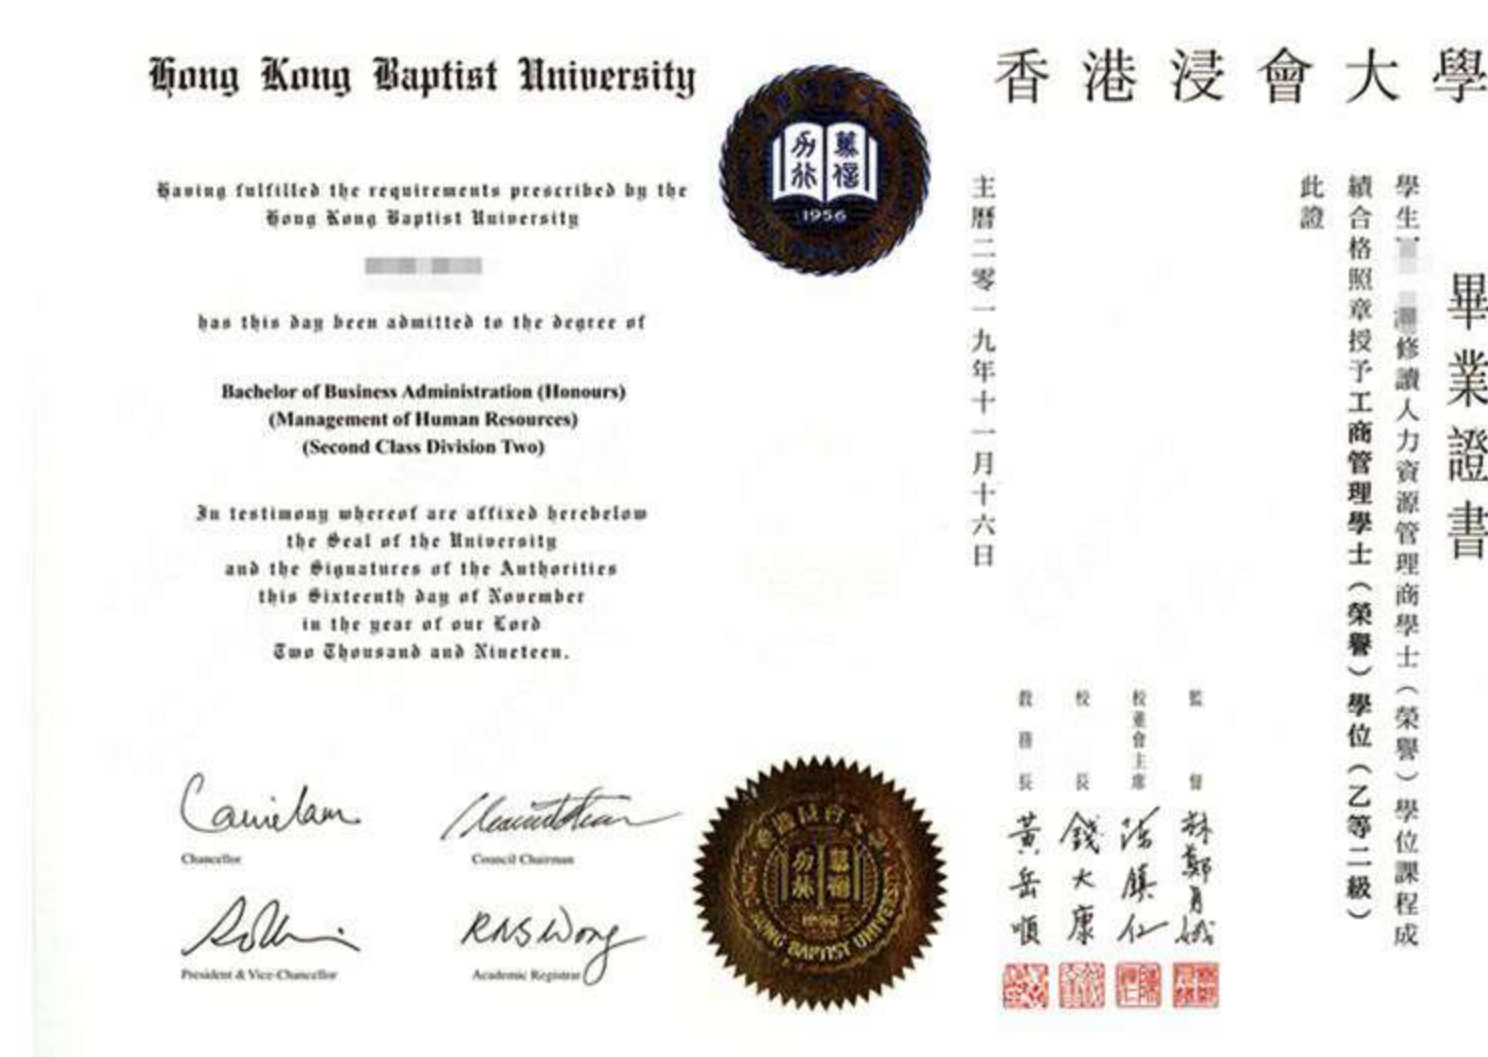 Hong Kong Baptist University
Having fulfilled the requirements prescribed by the
Hong Kong Baptist University
has this day been admitted to the degree of
Bachelor of Business Administration (Honours)
(Management of Human Resources)
(Second Class Division Two)
In testimony whereof are affixed herebelow
the Seal of the University
and the Signatures of the Authorities
this Sixteenth day of November
in the year of our Lord
Two Thousand and Nineteen.
Chancellor
Council Chairman
President & Vice-Chancellor
RNS Wong
Academic Registrar
1956
BAPTIST UNIVERSITY
香港浸會大學
畢業證書
學生
修讀人力資源管理商學士（榮譽）學位課程成
績合格照章授予工商管理學士（榮譽）學位（乙等二級）
此證
主曆二零一九年十一月十六日
監督
林鄭月娥
校董會主席
陳鎮仁
校長
錢大康
教務長
黃岳順